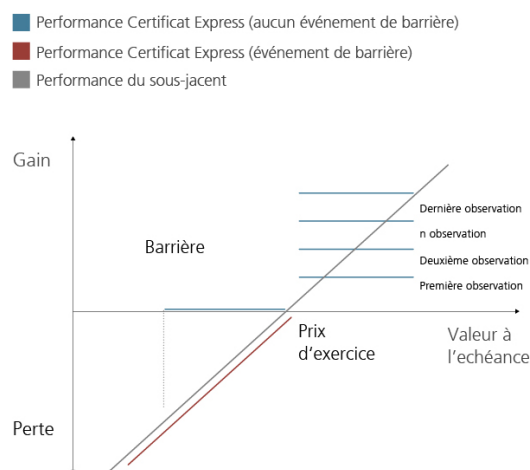 Performance Certificat Express (aucun événement de barrière)
Performance Certificat Express (événement de barrière)
Performance du sous-jacent
Gain
Dernière observation
n observation
Barrière
Deuxième observation
Première observation
Prix
d‘exercice
Valeur à
l‘echéance
Perte